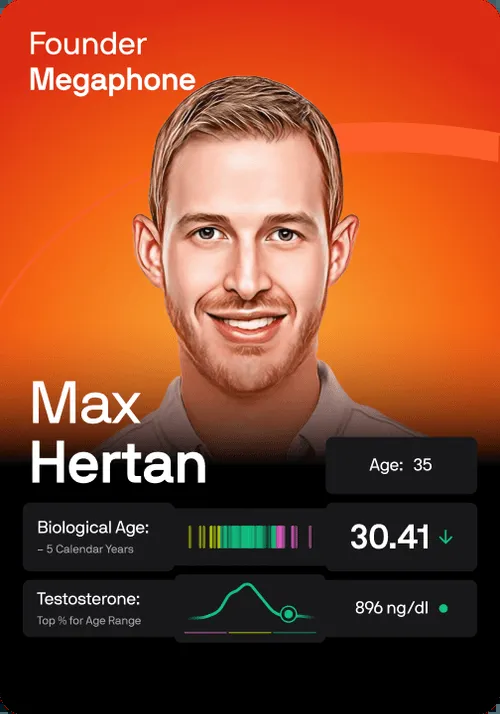 Founder
Megaphone
Max
Hertan
Age: 35
Biological Age:
– 5 Calendar Years
30.41
Testosterone:
Top % for Age Range
896 ng/dl